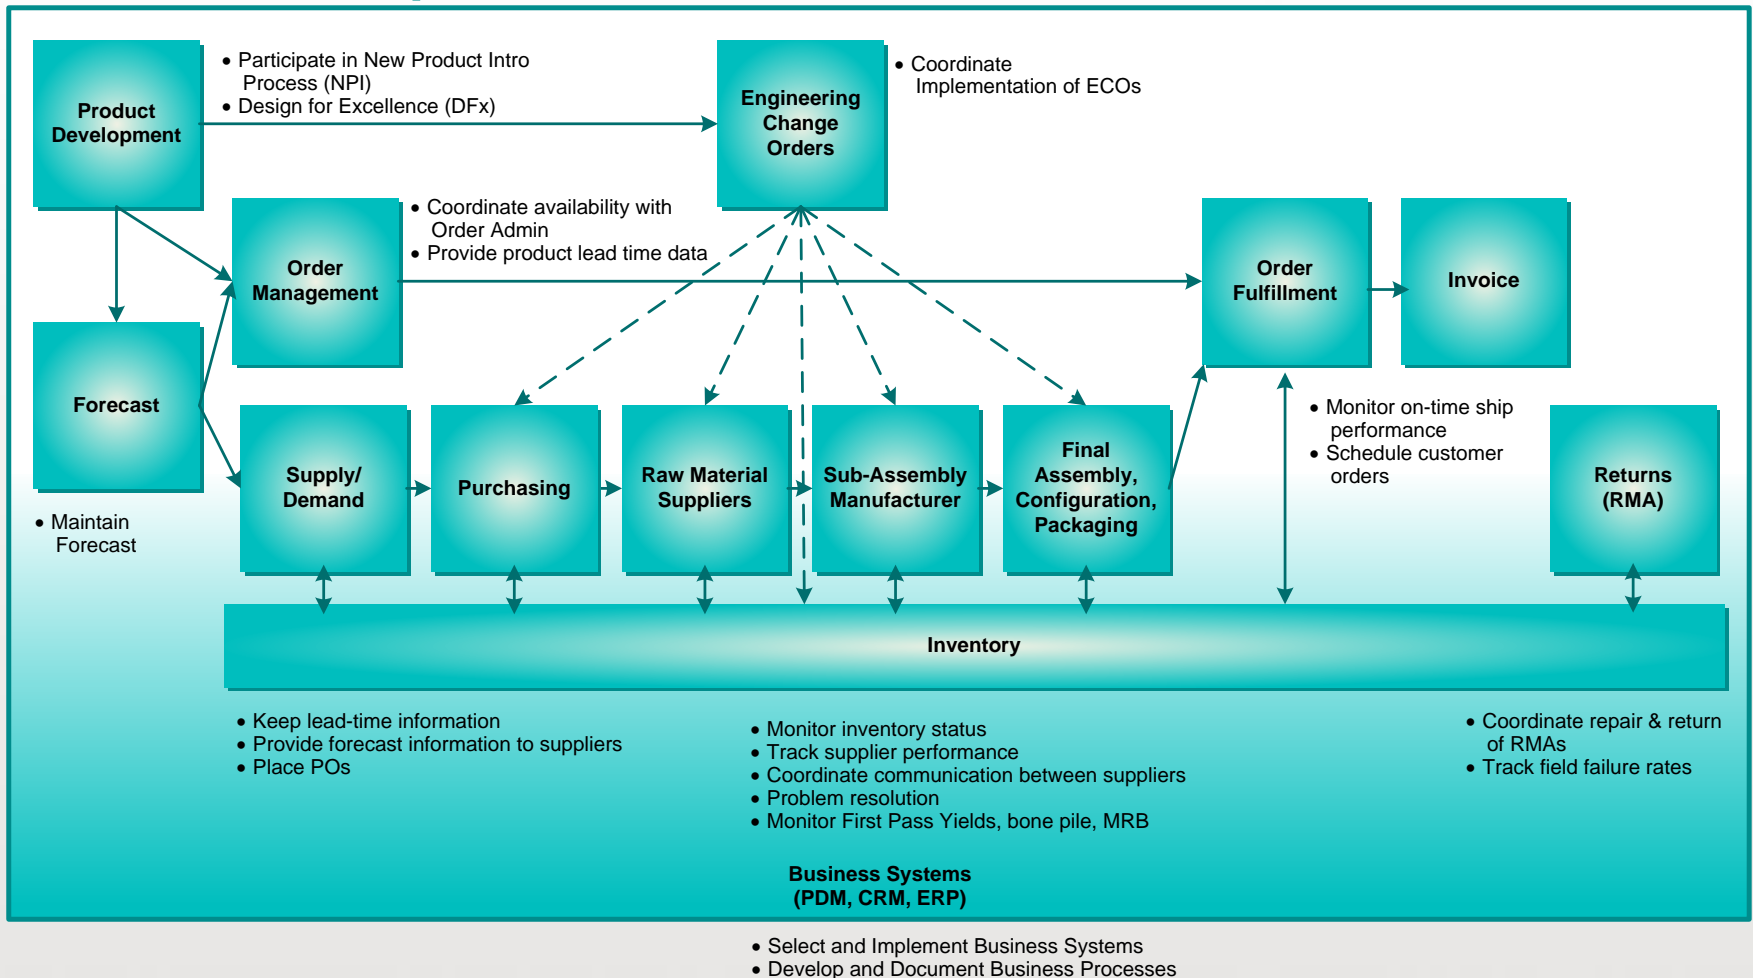 Product
Development
• Participate in New Product Intro
Process (NPI)
• Design for Excellence (DFx)
Engineering
Change
Orders
• Coordinate
Implementation of ECOs
Order
Management
• Coordinate availability with
Order Admin
• Provide product lead time data
Order
Fulfillment
Invoice
Forecast
• Maintain
Forecast
Supply/
Demand
Purchasing
Raw Material
Suppliers
Sub-Assembly
Manufacturer
Final
Assembly,
Configuration,
Packaging
• Monitor on-time ship
performance
• Schedule customer
orders
Returns
(RMA)
Inventory
• Keep lead-time information
• Provide forecast information to suppliers
• Place POs
• Monitor inventory status
• Track supplier performance
• Coordinate communication between suppliers
• Problem resolution
• Monitor First Pass Yields, bone pile, MRB
• Coordinate repair & return
of RMAs
• Track field failure rates
Business Systems
(PDM, CRM, ERP)
• Select and Implement Business Systems
• Develop and Document Business Processes